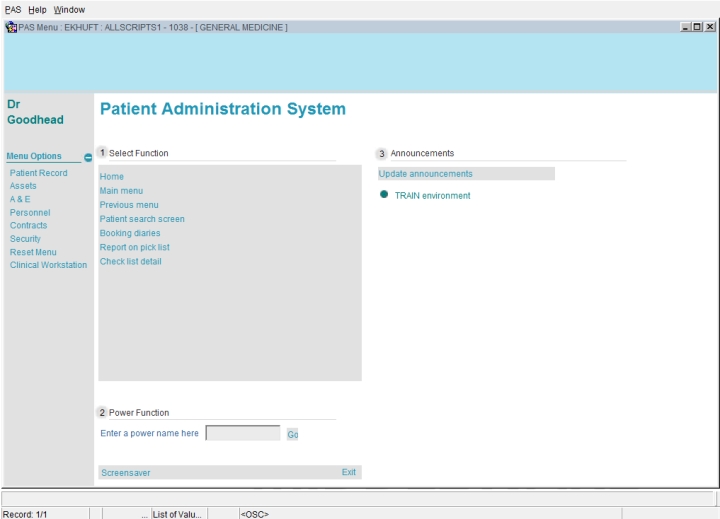 PAS Help Window
PAS Menu : EKHUFT : ALLSCRIPTS1 - 1038 - [ GENERAL MEDICINE ]
Dr
Goodhead
Patient Administration System
Menu Options
Patient Record
Assets
A & E
Personnel
Contracts
Security
Reset Menu
Clinical Workstation
1 Select Function
Home
Main menu
Previous menu
Patient search screen
Booking diaries
Report on pick list
Check list detail
2 Power Function
Enter a power name here Go
Screensaver Exit
3 Announcements
Update announcements
TRAIN environment
Record: 1/1 ... List of Valu... <OSC>